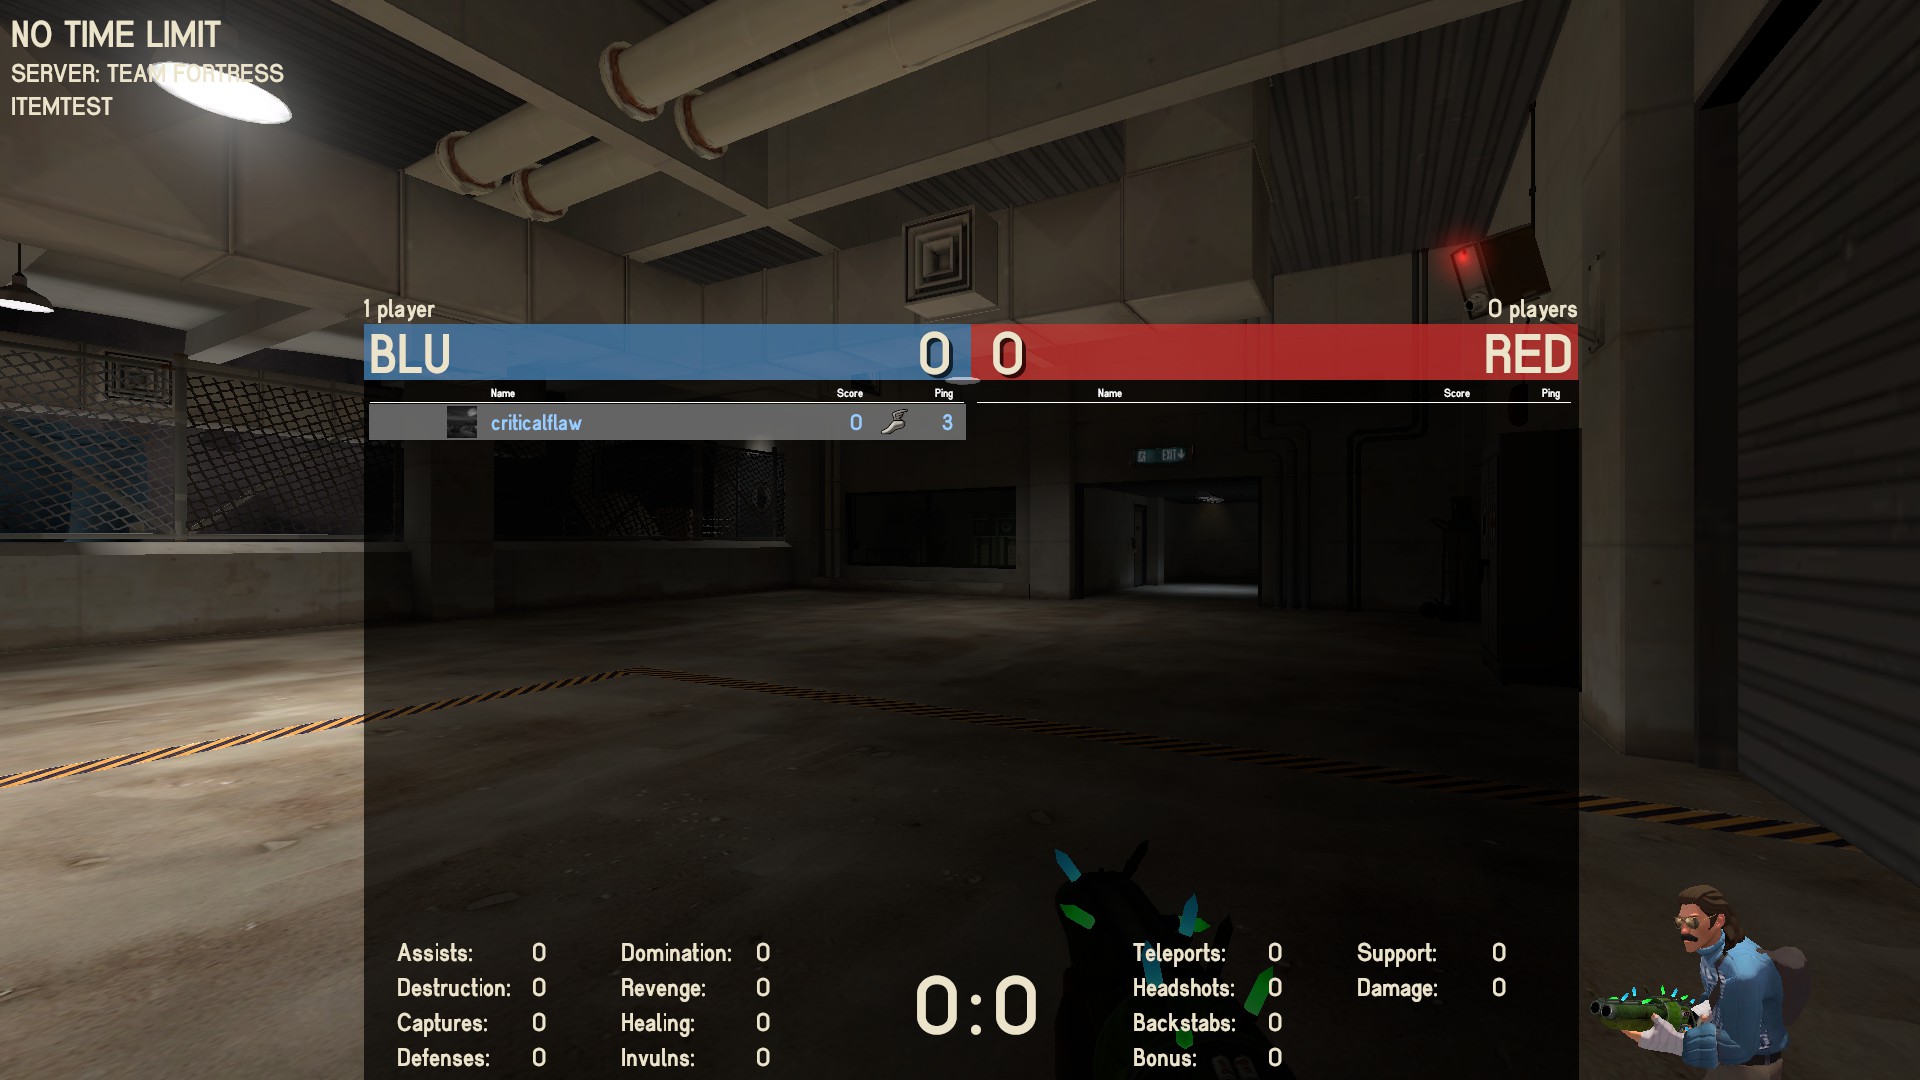 NO TIME LIMIT
SERVER: TEAM FORTRESS
ITEMTEST
1 player
0 players
BLU 0 0 RED
Name Score Ping Name Score Ping
criticalflaw 0 3
EXIT
Assists: 0 Domination: 0 Teleports: 0 Support: 0
Destruction: 0 Revenge: 0 Headshots: 0 Damage: 0
Captures: 0 Healing: 0 0:0 Backstabs: 0
Defenses: 0 Invulns: 0 Bonus: 0